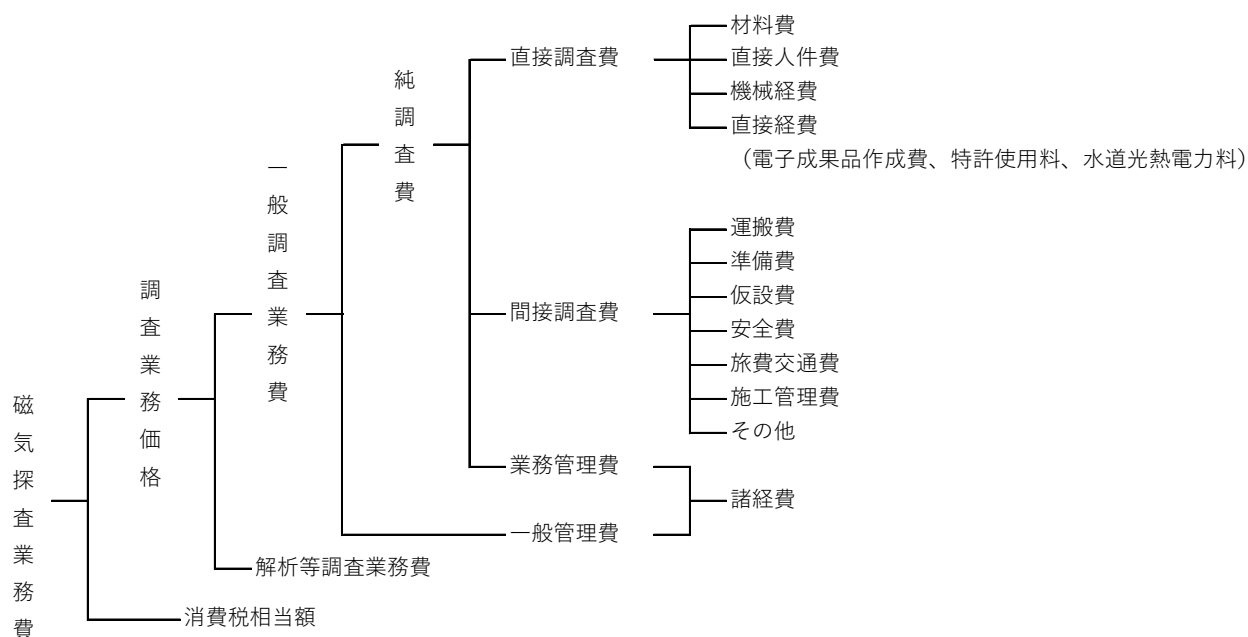 磁気探査業務費
調査業務価格
消費税相当額
一般調査業務費
解析等調査業務費
純調査費
一般管理費
直接調査費
間接調査費
業務管理費
材料費
直接人件費
機械経費
直接経費
（電子成果品作成費、特許使用料、水道光熱電力料）
運搬費
準備費
仮設費
安全費
旅費交通費
施工管理費
その他
諸経費